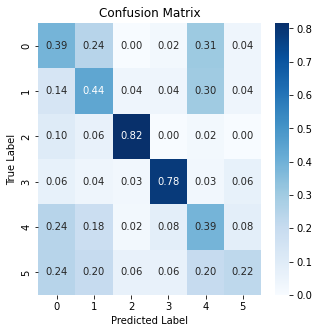 Confusion Matrix
True Label
0 0.39 0.24 0.00 0.02 0.31 0.04
1 0.14 0.44 0.04 0.04 0.30 0.04
2 0.10 0.06 0.82 0.00 0.02 0.00
3 0.06 0.04 0.03 0.78 0.03 0.06
4 0.24 0.18 0.02 0.08 0.39 0.08
5 0.24 0.20 0.06 0.06 0.20 0.22
0 1 2 3 4 5
Predicted Label
0.8
0.7
0.6
0.5
0.4
0.3
0.2
0.1
0.0